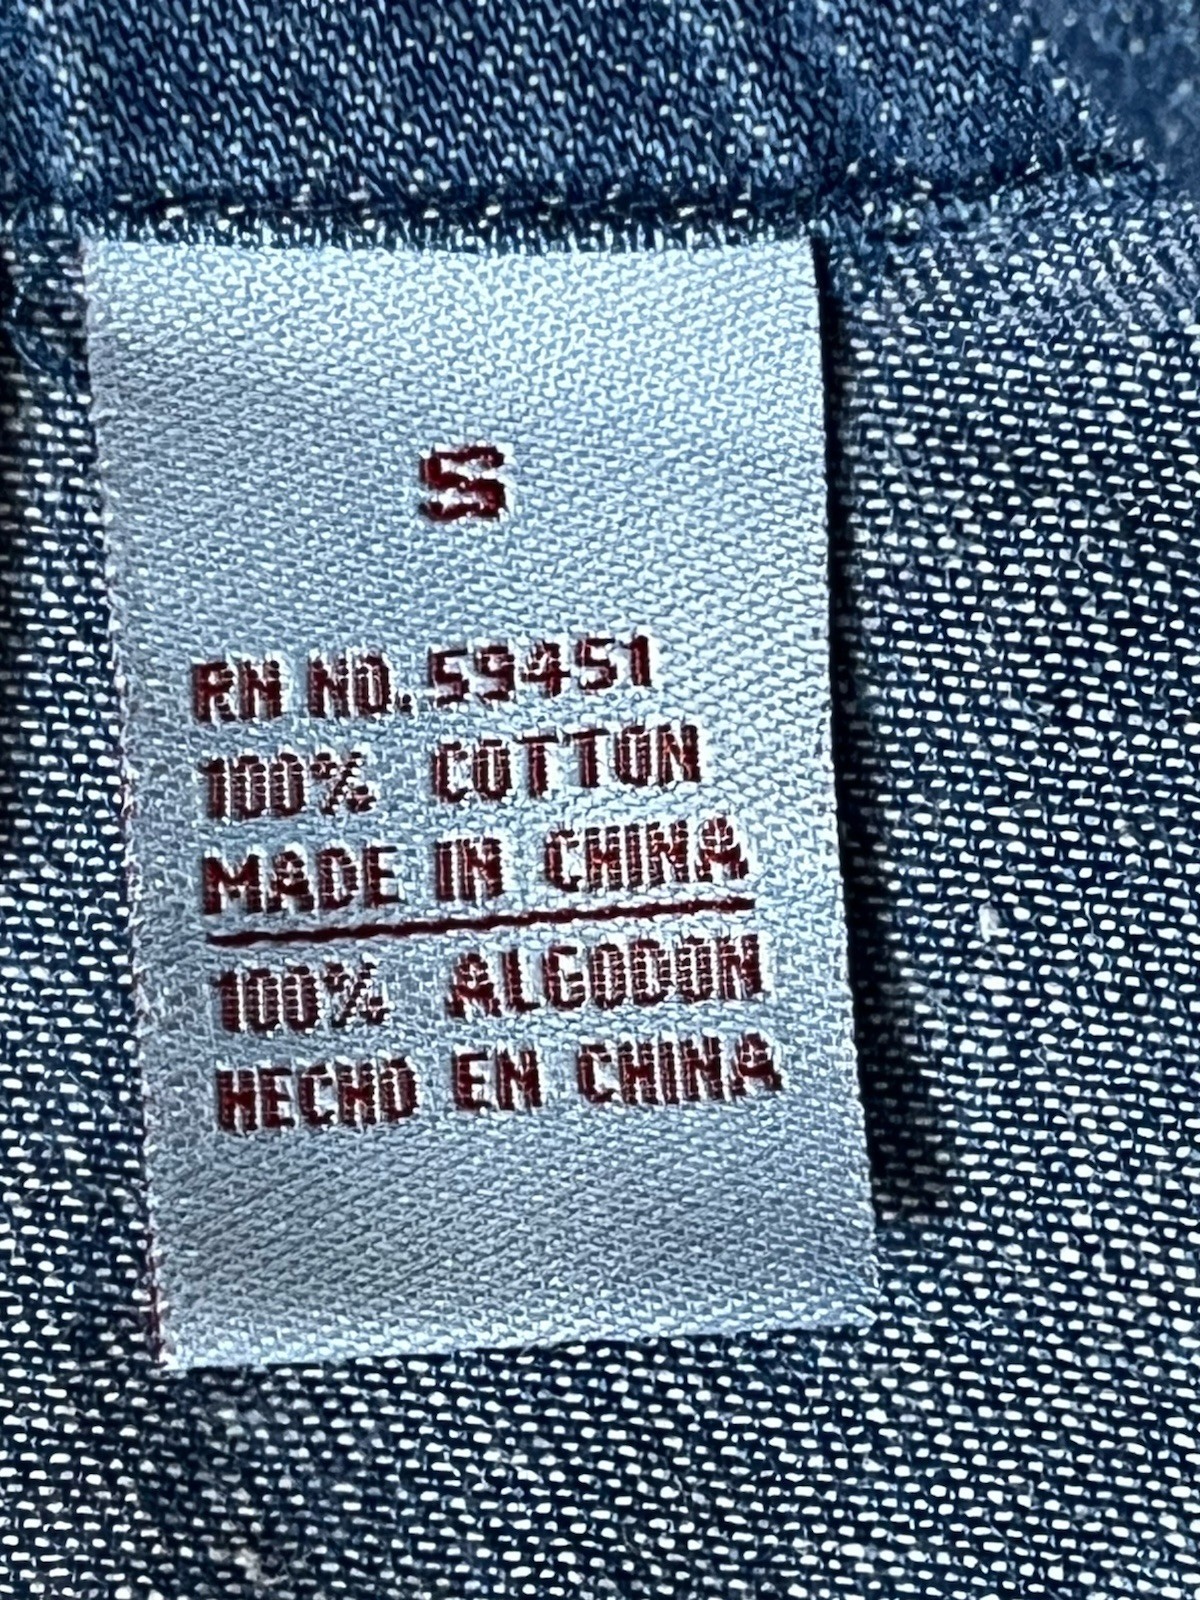 S
RN NO. 59451
100% COTTON
MADE IN CHINA
100% ALGODON
HECHO EN CHINA